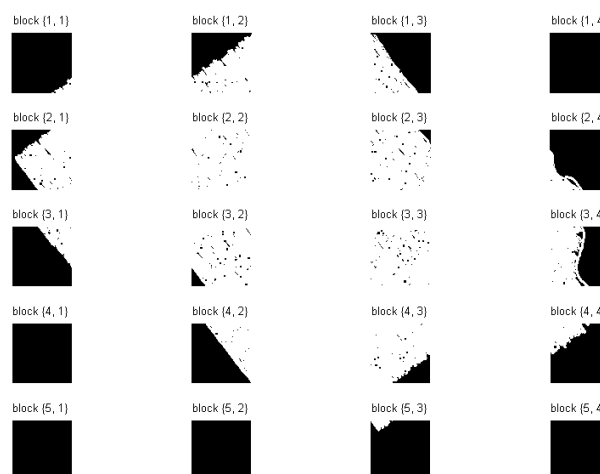 block {1, 1} block {1, 2} block {1, 3} block {1, 4
block {2, 1} block {2, 2} block {2, 3} block {2, 4
block {3, 1} block {3, 2} block {3, 3} block {3, 4
block {4, 1} block {4, 2} block {4, 3} block {4, 4
block {5, 1} block {5, 2} block {5, 3} block {5, 4